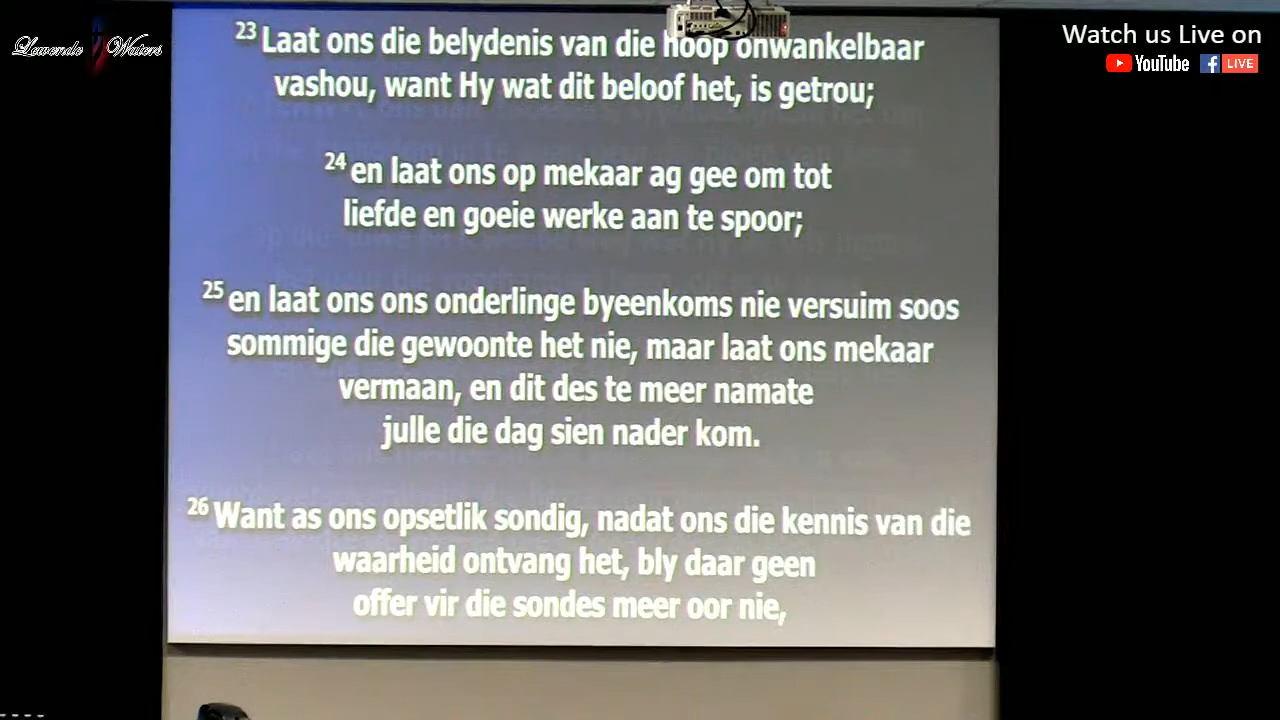 Lewende Waters
Watch us Live on
YouTube f LIVE
23 Laat ons die belydenis van die hoop onwankelbaar
vashou, want Hy wat dit beloof het, is getrou;
24 en laat ons op mekaar ag gee om tot
liefde en goeie werke aan te spoor;
25 en laat ons ons onderlinge byeenkoms nie versuim soos
sommige die gewoonte het nie, maar laat ons mekaar
vermaan, en dit des te meer namate
julle die dag sien nader kom.
26 Want as ons opsetlik sondig, nadat ons die kennis van die
waarheid ontvang het, bly daar geen
offer vir die sondes meer oor nie,